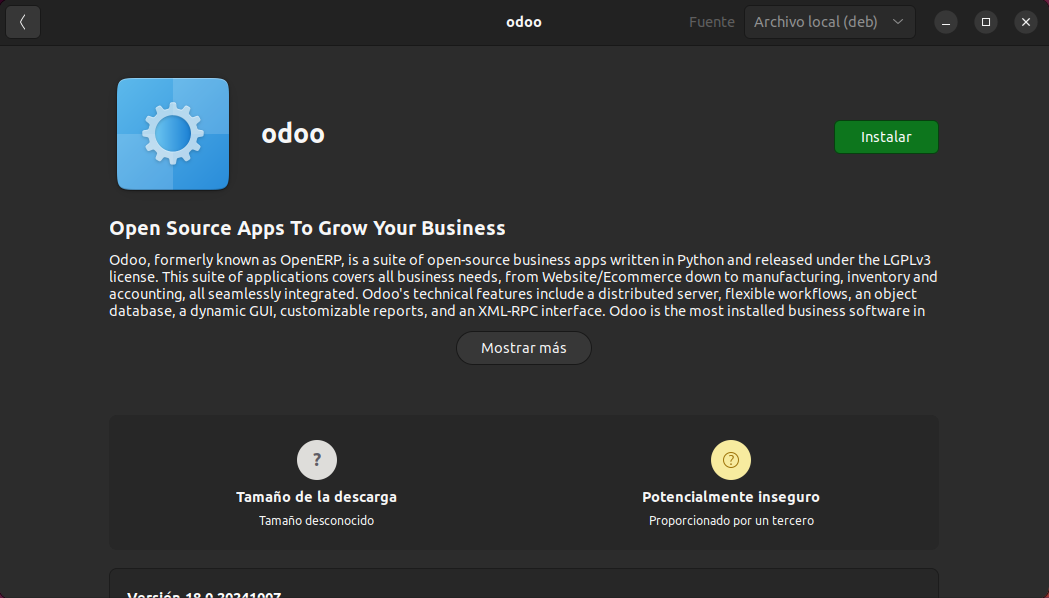 odoo
Fuente
Archivo local (deb)
odoo
Instalar
Open Source Apps To Grow Your Business
Odoo, formerly known as OpenERP, is a suite of open-source business apps written in Python and released under the LGPLv3
license. This suite of applications covers all business needs, from Website/Ecommerce down to manufacturing, inventory and
accounting, all seamlessly integrated. Odoo's technical features include a distributed server, flexible workflows, an object
database, a dynamic GUI, customizable reports, and an XML-RPC interface. Odoo is the most installed business software in
Mostrar más
?
Tamaño de la descarga
Tamaño desconocido
?
Potencialmente inseguro
Proporcionado por un tercero
Versión 18.0.20241007